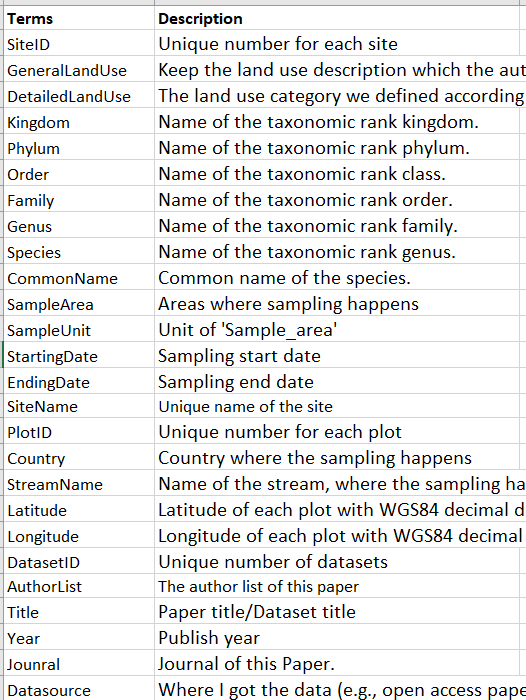 Terms Description
SiteID Unique number for each site
GeneralLandUse Keep the land use description which the aut
DetailedLandUse The land use category we defined according
Kingdom Name of the taxonomic rank kingdom.
Phylum Name of the taxonomic rank phylum.
Order Name of the taxonomic rank class.
Family Name of the taxonomic rank order.
Genus Name of the taxonomic rank family.
Species Name of the taxonomic rank genus.
CommonName Common name of the species.
SampleArea Areas where sampling happens
SampleUnit Unit of 'Sample_area'
StartingDate Sampling start date
EndingDate Sampling end date
SiteName Unique name of the site
PlotID Unique number for each plot
Country Country where the sampling happens
StreamName Name of the stream, where the sampling ha
Latitude Latitude of each plot with WGS84 decimal d
Longitude Longitude of each plot with WGS84 decimal
DatasetID Unique number of datasets
AuthorList The author list of this paper
Title Paper title/Dataset title
Year Publish year
Jounral Journal of this Paper.
Datasource Where I got the data (e.g., open access pape